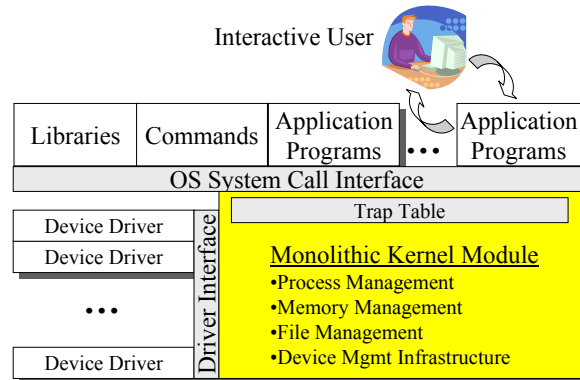 Interactive User
Libraries
Commands
Application
Programs
...
Application
Programs
OS System Call Interface
Trap Table
Device Driver
Device Driver
...
Device Driver
Driver Interface
Monolithic Kernel Module
•Process Management
•Memory Management
•File Management
•Device Mgmt Infrastructure